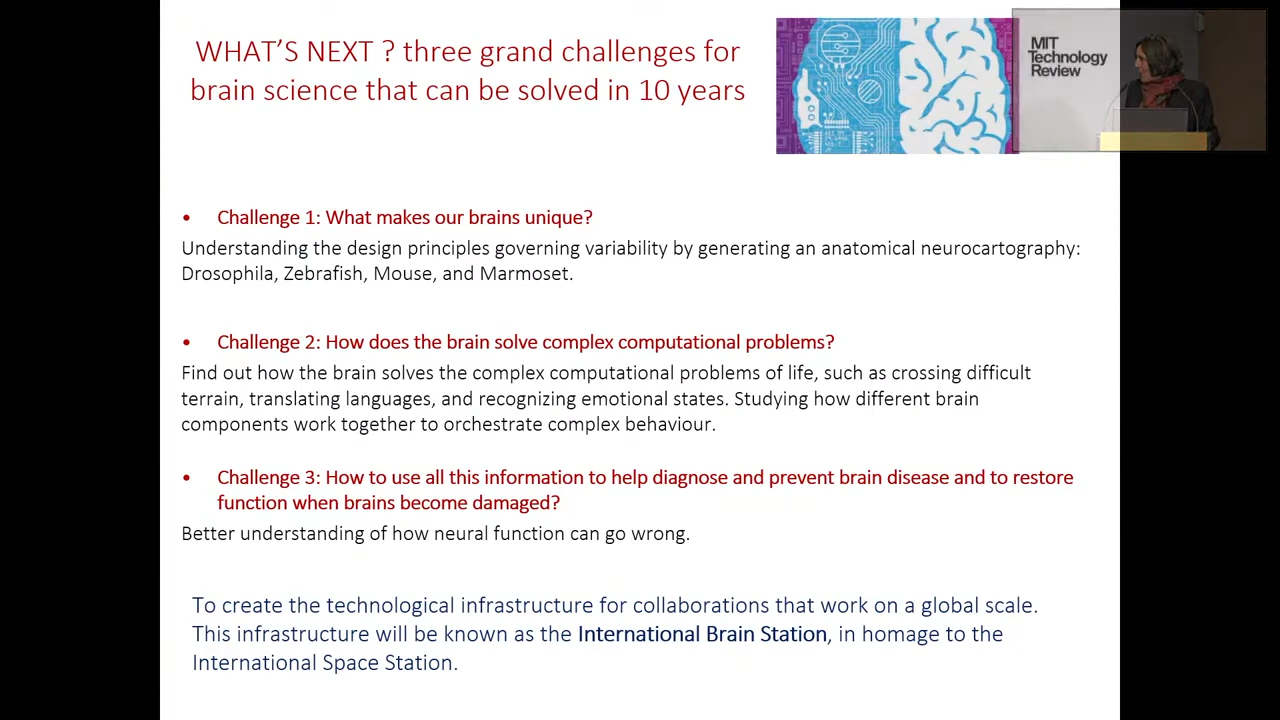 WHAT'S NEXT ? three grand challenges for
brain science that can be solved in 10 years
MIT
Technology
Review
• Challenge 1: What makes our brains unique?
Understanding the design principles governing variability by generating an anatomical neurocartography:
Drosophila, Zebrafish, Mouse, and Marmoset.
• Challenge 2: How does the brain solve complex computational problems?
Find out how the brain solves the complex computational problems of life, such as crossing difficult
terrain, translating languages, and recognizing emotional states. Studying how different brain
components work together to orchestrate complex behaviour.
• Challenge 3: How to use all this information to help diagnose and prevent brain disease and to restore
function when brains become damaged?
Better understanding of how neural function can go wrong.
To create the technological infrastructure for collaborations that work on a global scale.
This infrastructure will be known as the International Brain Station, in homage to the
International Space Station.